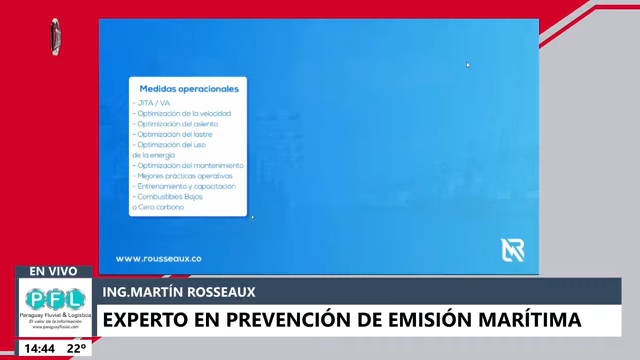 Medidas operacionales
- JITA / VA
- Optimización de la velocidad
- Optimización del asiento
- Optimización del lastre
- Optimización del uso
de la energía
- Optimización del mantenimiento
- Mejores prácticas operativas
- Entrenamiento y capacitación
- Combustibles Bajos
o Cero carbono
www.rousseaux.co
NR
EN VIVO
PFL
Paraguay Fluvial & Logística
El valor de la información
www.paraguayfluvial.com
14:44 22º
ING.MARTÍN ROSSEAUX
EXPERTO EN PREVENCIÓN DE EMISIÓN MARÍTIMA